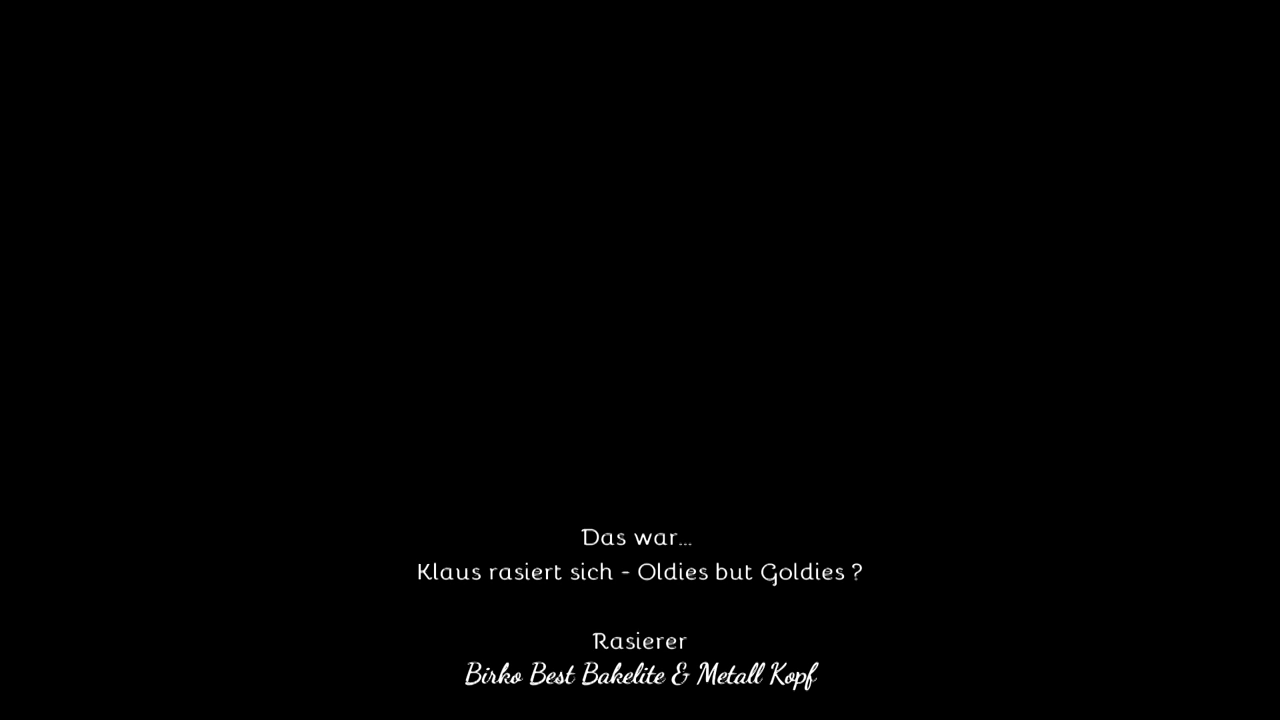 Das war...
Klaus rasiert sich - Oldies but Goldies ?
Rasierer
Birko Best Bakelite & Metall Kopf